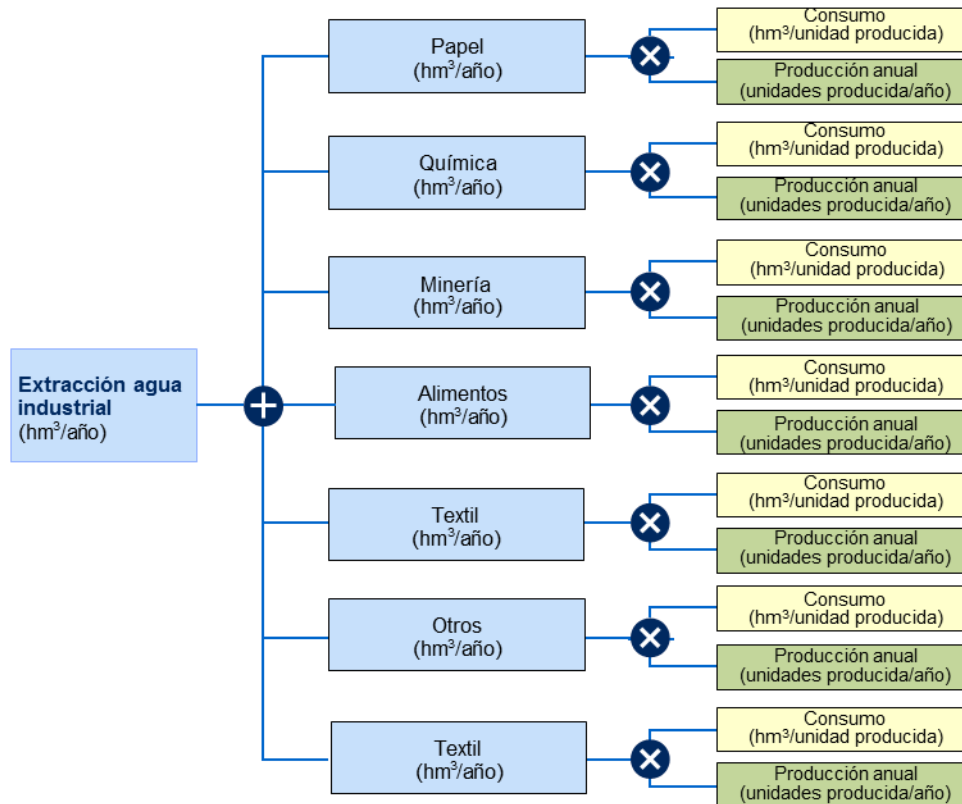 Consumo
(hm³/unidad producida)
Papel
(hm³/año)
Producción anual
(unidades producida/año)
Consumo
(hm³/unidad producida)
Química
(hm³/año)
Producción anual
(unidades producida/año)
Consumo
(hm³/unidad producida)
Minería
(hm³/año)
Producción anual
(unidades producida/año)
Extracción agua
industrial
(hm³/año)
Consumo
(hm³/unidad producida)
Alimentos
(hm³/año)
Producción anual
(unidades producida/año)
Consumo
(hm³/unidad producida)
Textil
(hm³/año)
Producción anual
(unidades producida/año)
Consumo
(hm³/unidad producida)
Otros
(hm³/año)
Producción anual
(unidades producida/año)
Consumo
(hm³/unidad producida)
Textil
(hm³/año)
Producción anual
(unidades producida/año)